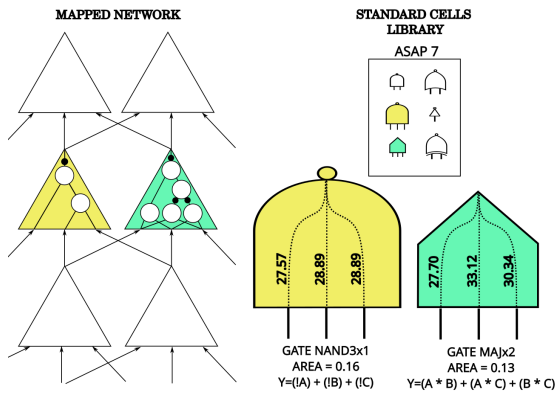 MAPPED NETWORK
STANDARD CELLS
LIBRARY
ASAP 7
27.57
28.89
28.89
27.70
33.12
30.34
GATE NAND3x1
AREA = 0.16
Y=(!A) + (!B) + (!C)
GATE MAJx2
AREA = 0.13
Y=(A * B) + (A * C) + (B * C)